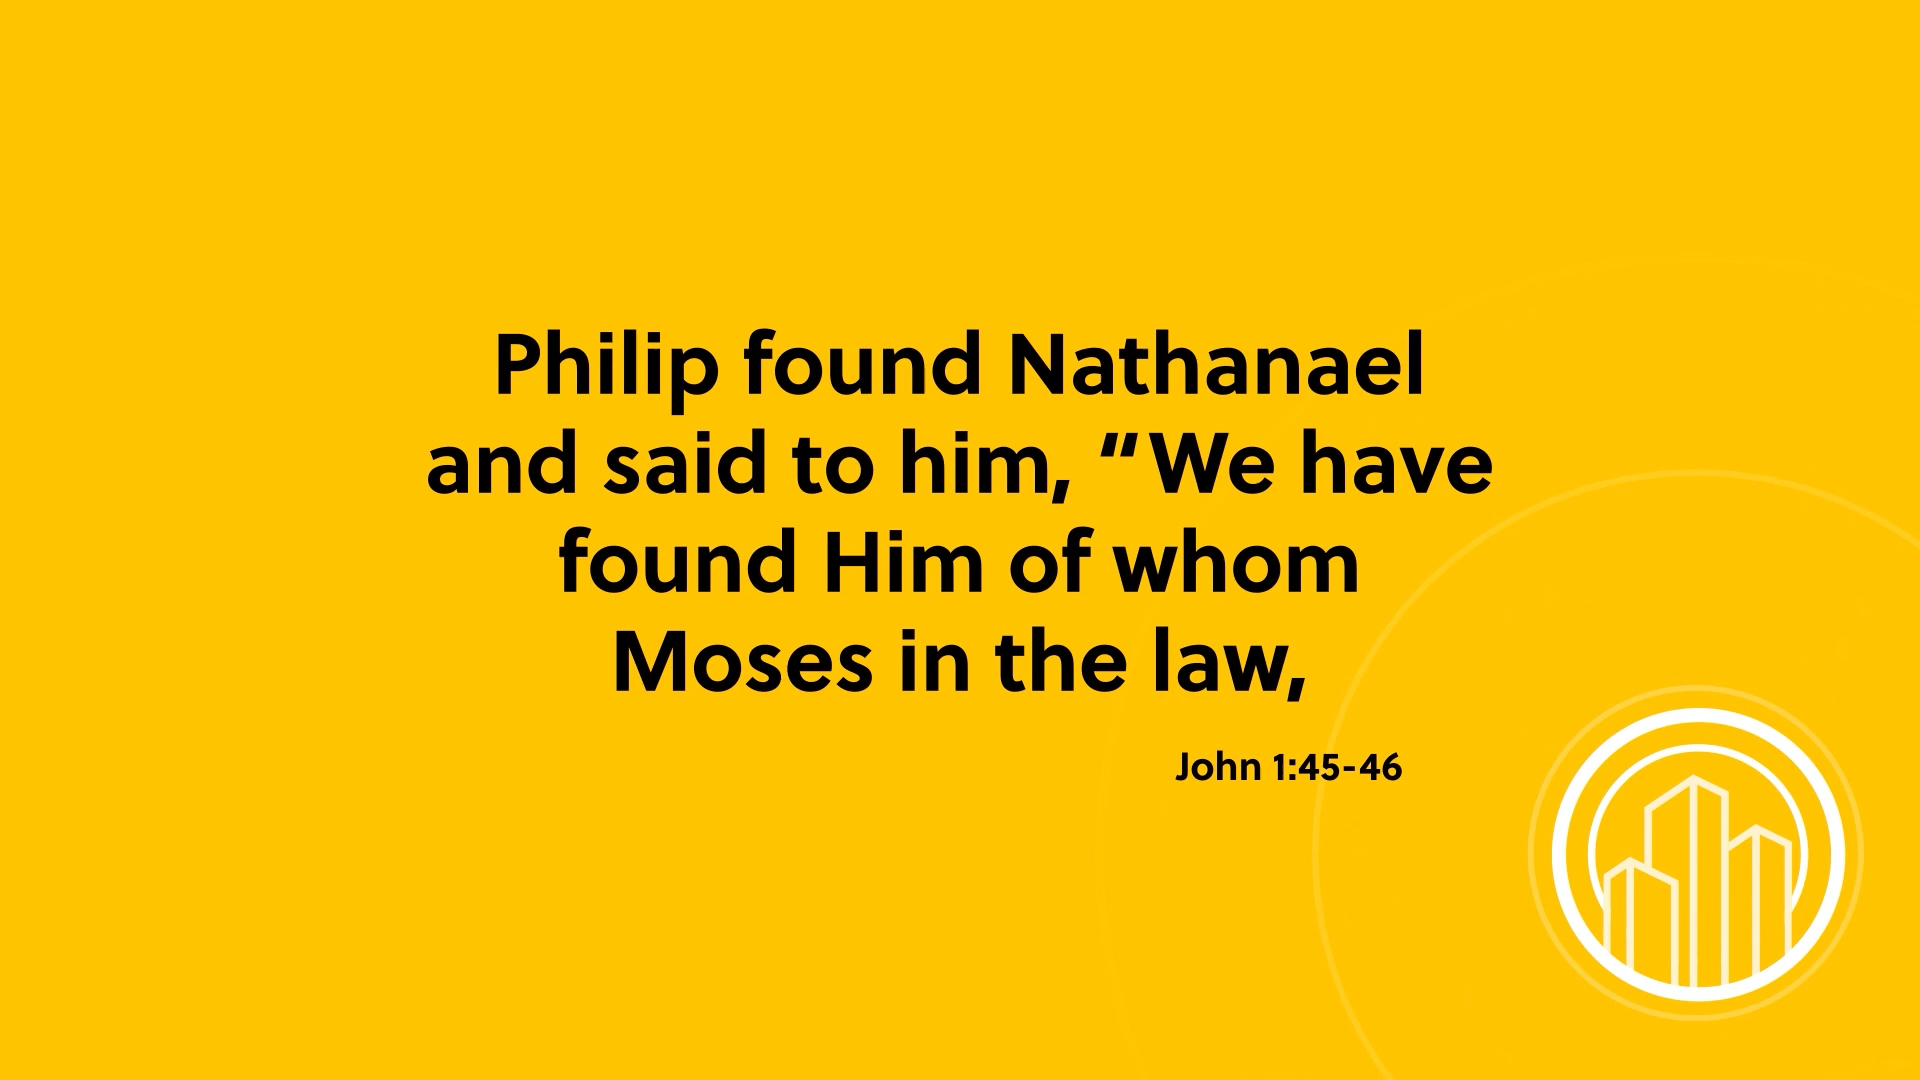 Philip found Nathanael
and said to him, “We have
found Him of whom
Moses in the law,
John 1:45-46